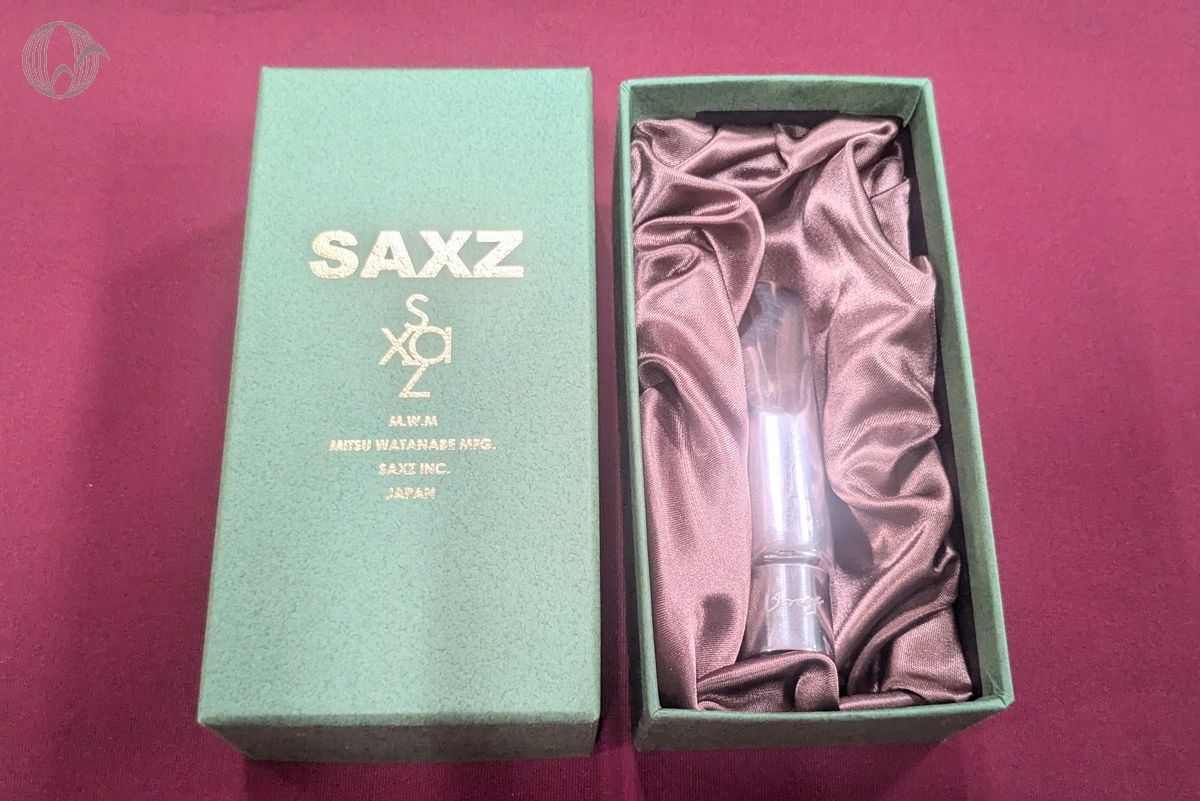 SAXZ
s
xa
z
M.W.M
MITSU WATANABE MFG.
SAXZ INC.
JAPAN